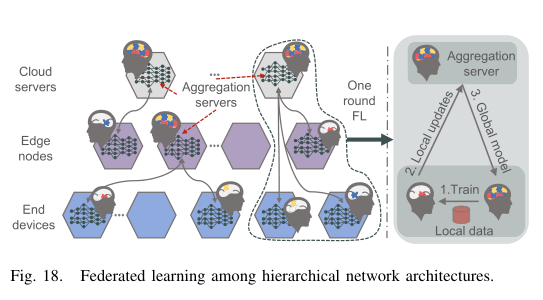 Cloud
servers
Edge
nodes
End
devices
...
Aggregation
servers
One
round
FL
Aggregation
server
2. Local updates
3. Global model
1.Train
Local data
Fig. 18. Federated learning among hierarchical network architectures.